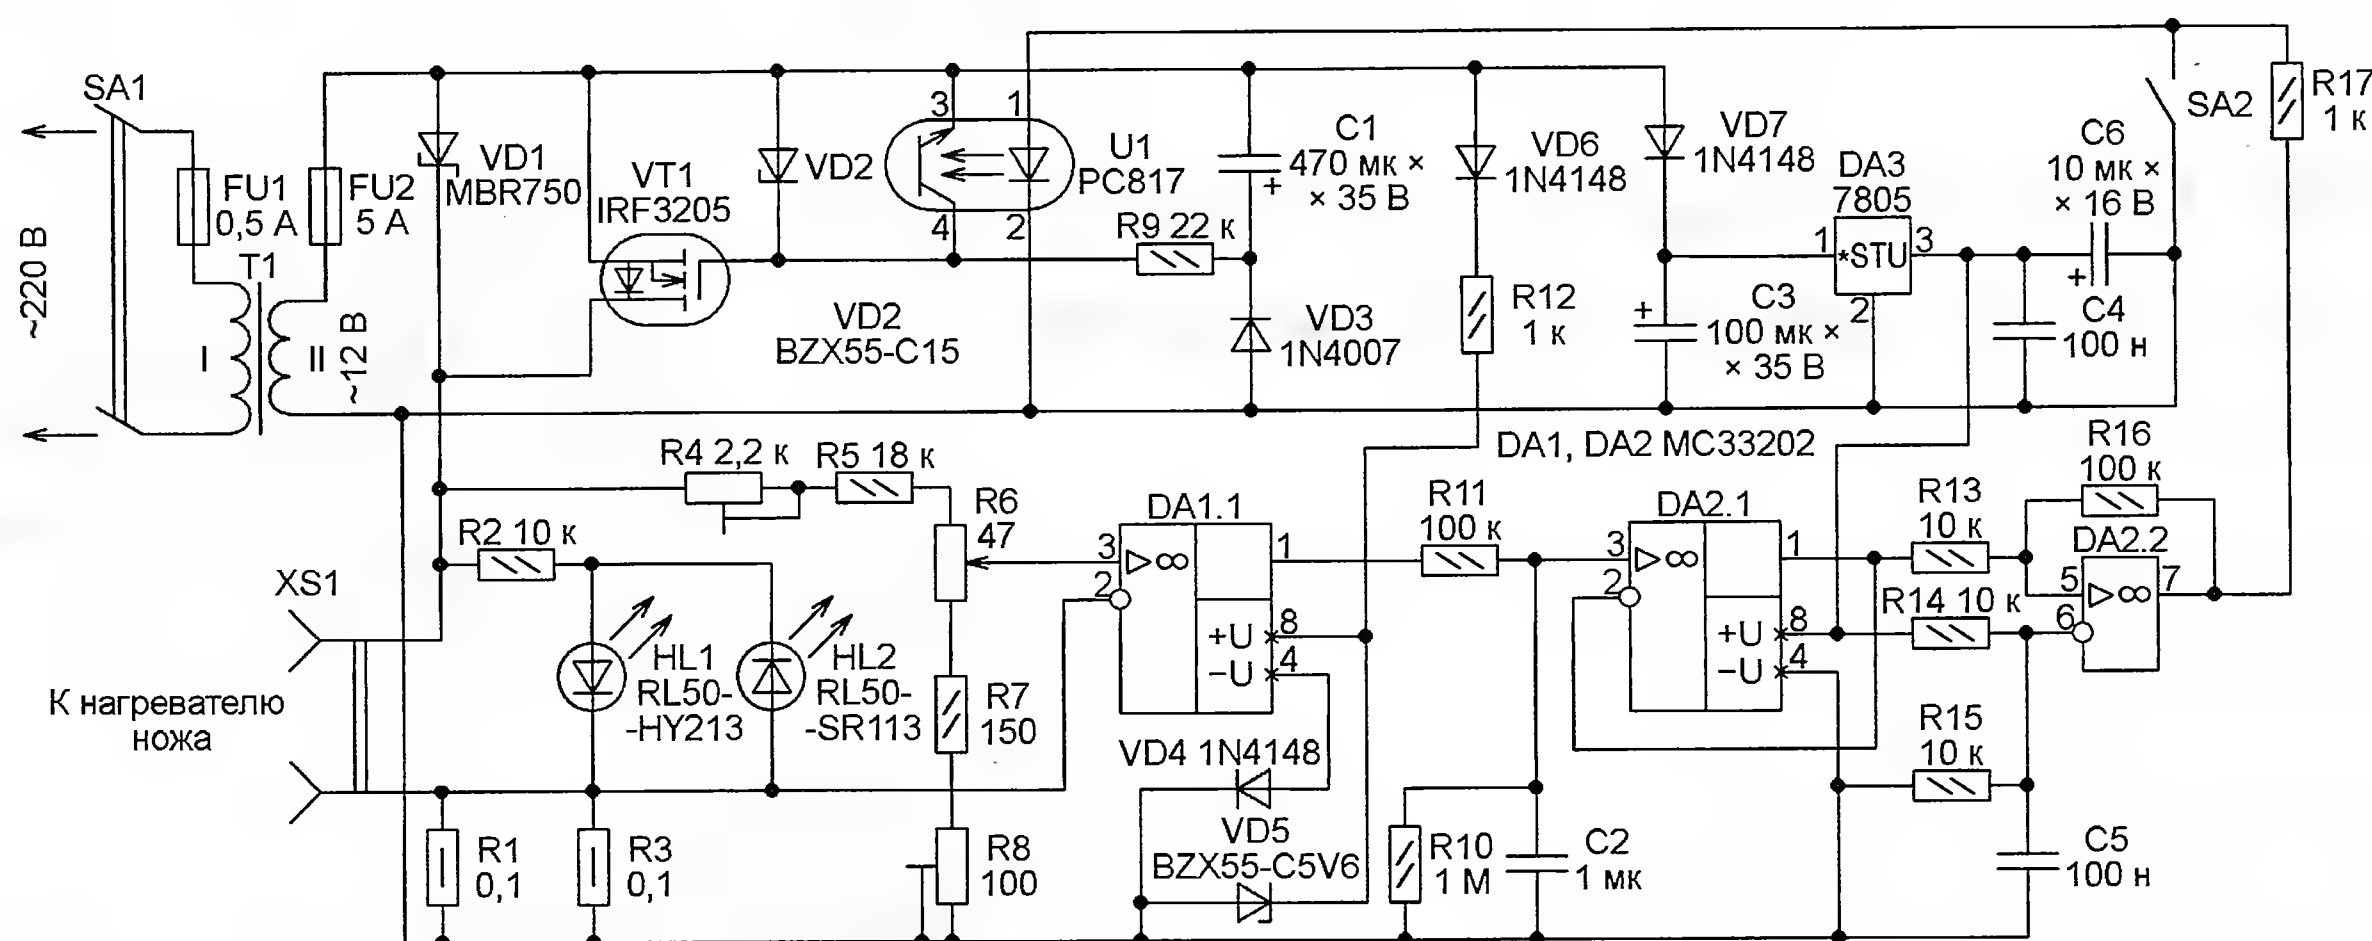 SA1
~220 В
FU1
0,5 А
FU2
5 А
T1
I
II
~12 В
VD1
MBR750
VT1
IRF3205
VD2
VD2
BZX55-C15
3
1
4
2
U1
PC817
R9 22 к
C1
470 мк ×
× 35 В
+
VD3
1N4007
VD6
1N4148
R12
1 к
VD7
1N4148
DA3
7805
1
*STU
3
2
+
C3
100 мк ×
× 35 В
C6
10 мк ×
× 16 В
+
C4
100 н
SA2
R17
1 к
DA1, DA2 MC33202
R4 2,2 к
R5 18 к
R6
47
R2 10 к
XS1
К нагревателю
ножа
HL1
RL50-
-HY213
HL2
RL50-
-SR113
R7
150
R8
100
R1
0,1
R3
0,1
DA1.1
3
2
▷∞
1
+U
8
−U
4
VD4 1N4148
VD5
BZX55-C5V6
R11
100 к
R10
1 М
C2
1 мк
DA2.1
3
2
▷∞
1
+U
8
−U
4
R13
10 к
R14 10 к
R15
10 к
R16
100 к
DA2.2
5
6
▷∞
7
C5
100 н